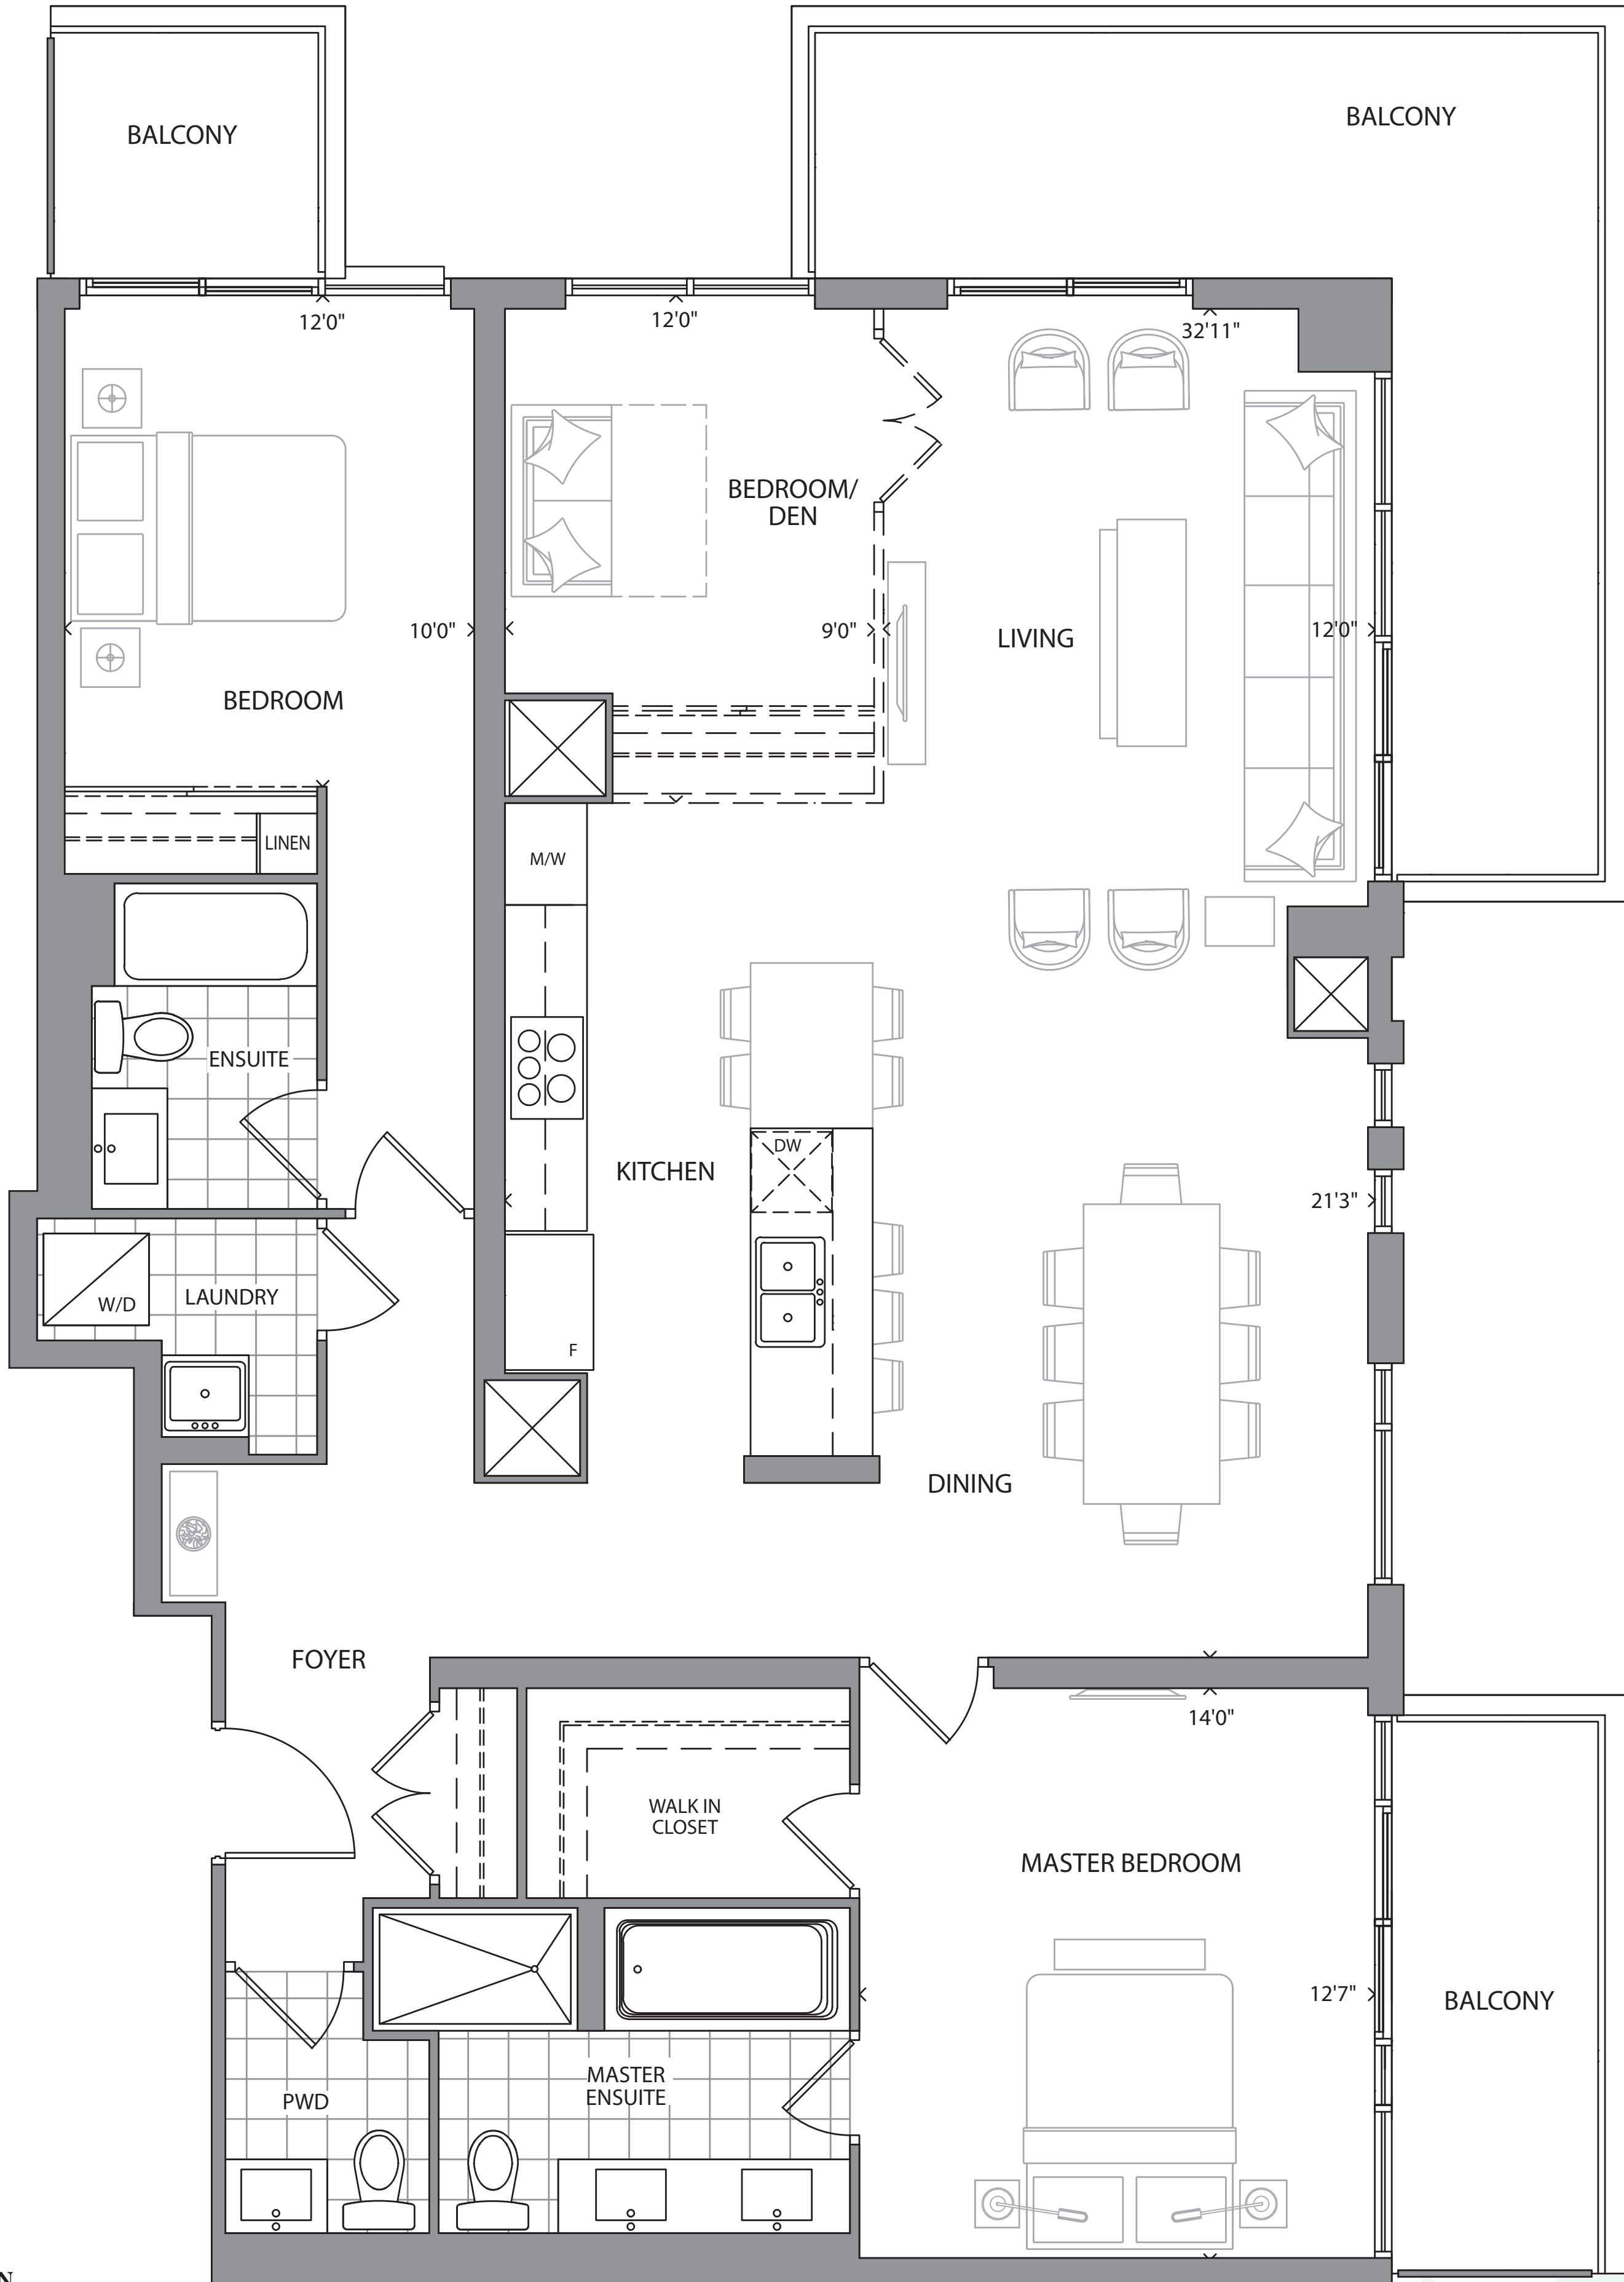 BALCONY
BALCONY
12'0"
12'0"
32'11"
BEDROOM/
DEN
10'0"
9'0"
LIVING
12'0"
BEDROOM
LINEN
M/W
ENSUITE
DW
KITCHEN
21'3"
W/D
LAUNDRY
F
DINING
FOYER
14'0"
WALK IN
CLOSET
MASTER BEDROOM
12'7"
BALCONY
MASTER
ENSUITE
PWD